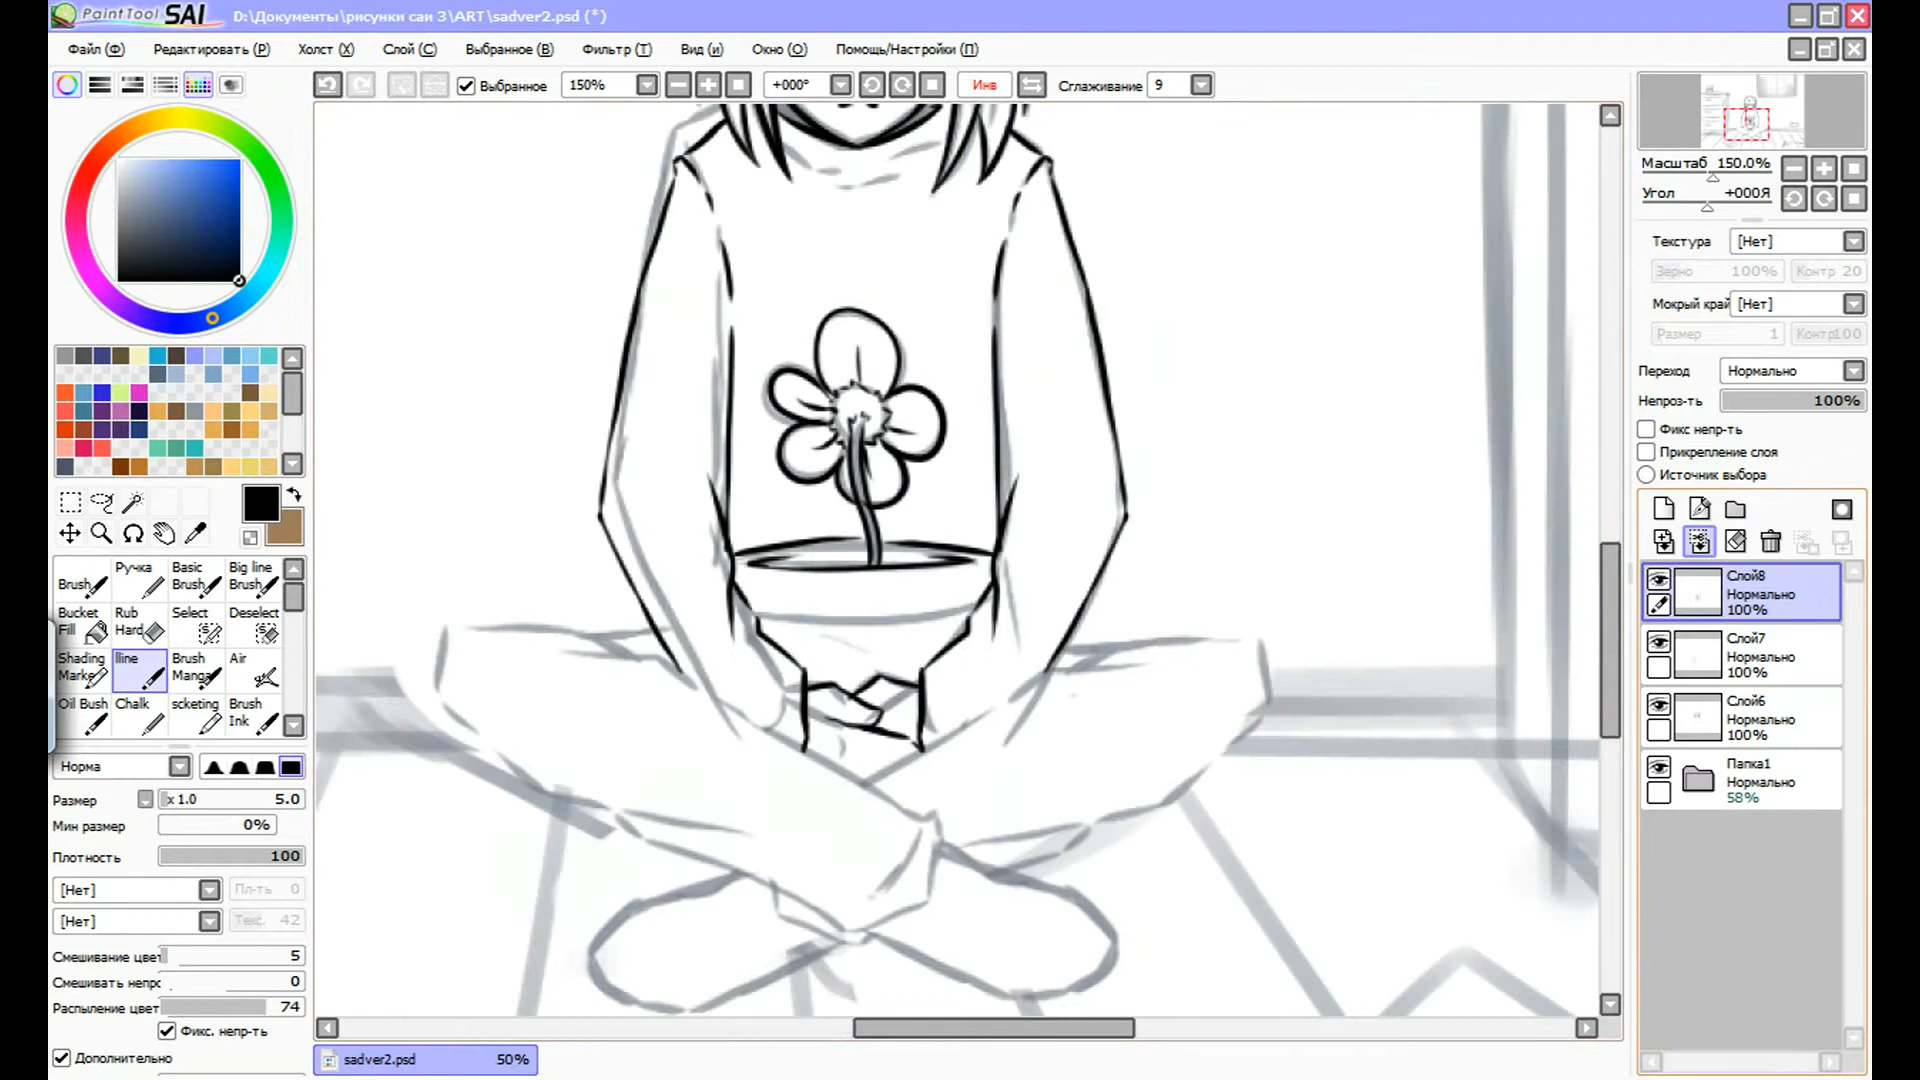 PaintTool SAI D:\Документы\рисунки саи 3\ART\sadver2.psd (*)
Файл (Ф) Редактировать (Р) Холст (Х) Слой (С) Выбранное (В) Фильтр (Т) Вид (и) Окно (О) Помощь/Настройки (П)
Выбранное 150% +000° Инв Сглаживание 9
Масштаб 150.0%
Угол +000Я
Текстура [Нет]
Зерно 100% Контр 20
Мокрый край [Нет]
Размер 1 Контр100
Переход Нормально
Непроз-ть 100%
Фикс непр-ть
Прикрепление слоя
Источник выбора
Слой8
Нормально
100%
Слой7
Нормально
100%
Слой6
Нормально
100%
Папка1
Нормально
58%
Brush Ручка Basic Brush Big line Brush
Bucket Fill Rub Hard Select Deselect
Shading Marke lline Brush Manga Air
Oil Bush Chalk scketing Brush Ink
Норма
Размер x 1.0 5.0
Мин размер 0%
Плотность 100
[Нет] Пл-ть 0
[Нет] Текс. 42
Смешивание цвет 5
Смешивать непро 0
Распыление цвет 74
Фикс. непр-ть
Дополнительно
sadver2.psd 50%